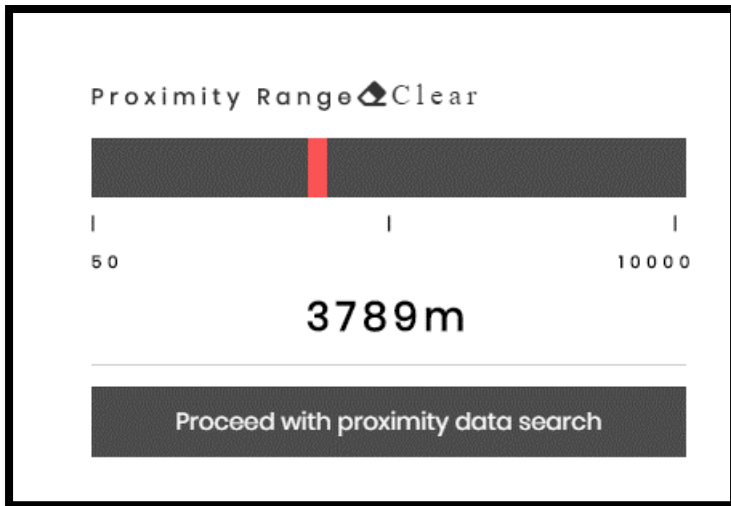 Proximity Range Clear
50 10000
3789m
Proceed with proximity data search